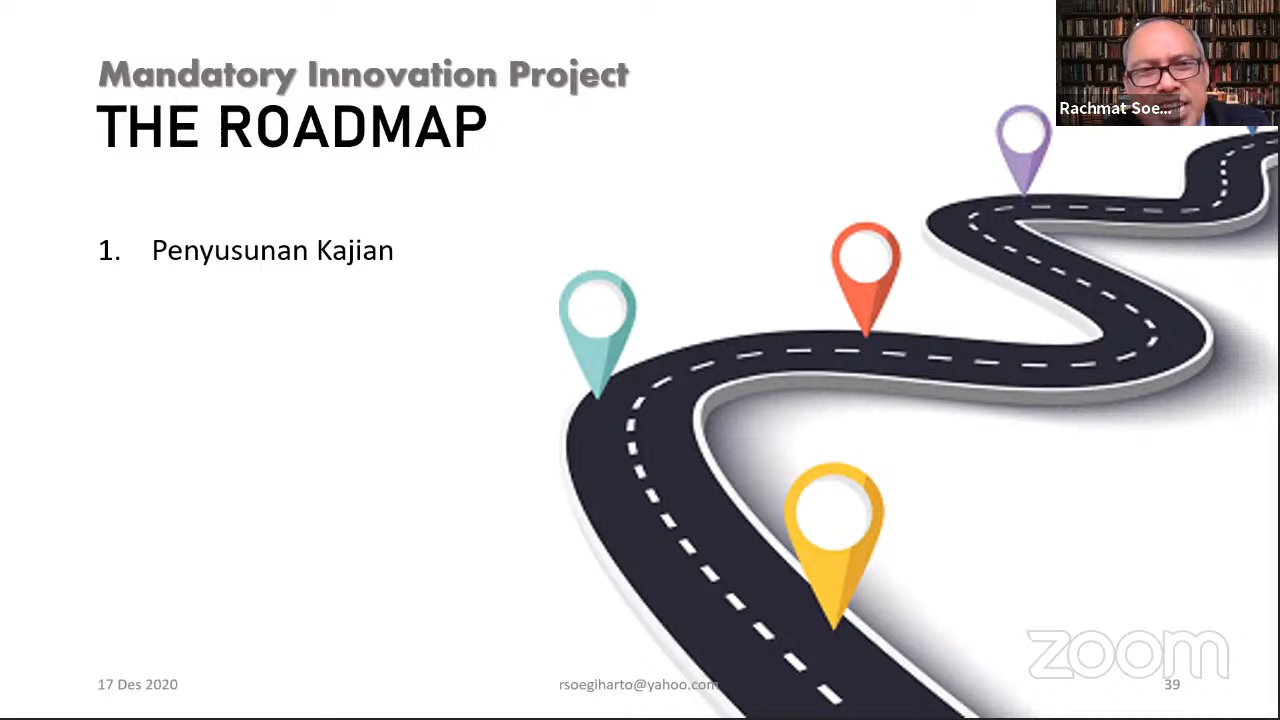 Mandatory Innovation Project
THE ROADMAP
Rachmat Soe...
1. Penyusunan Kajian
zoom
17 Des 2020
rsoegiharto@yahoo.com
39